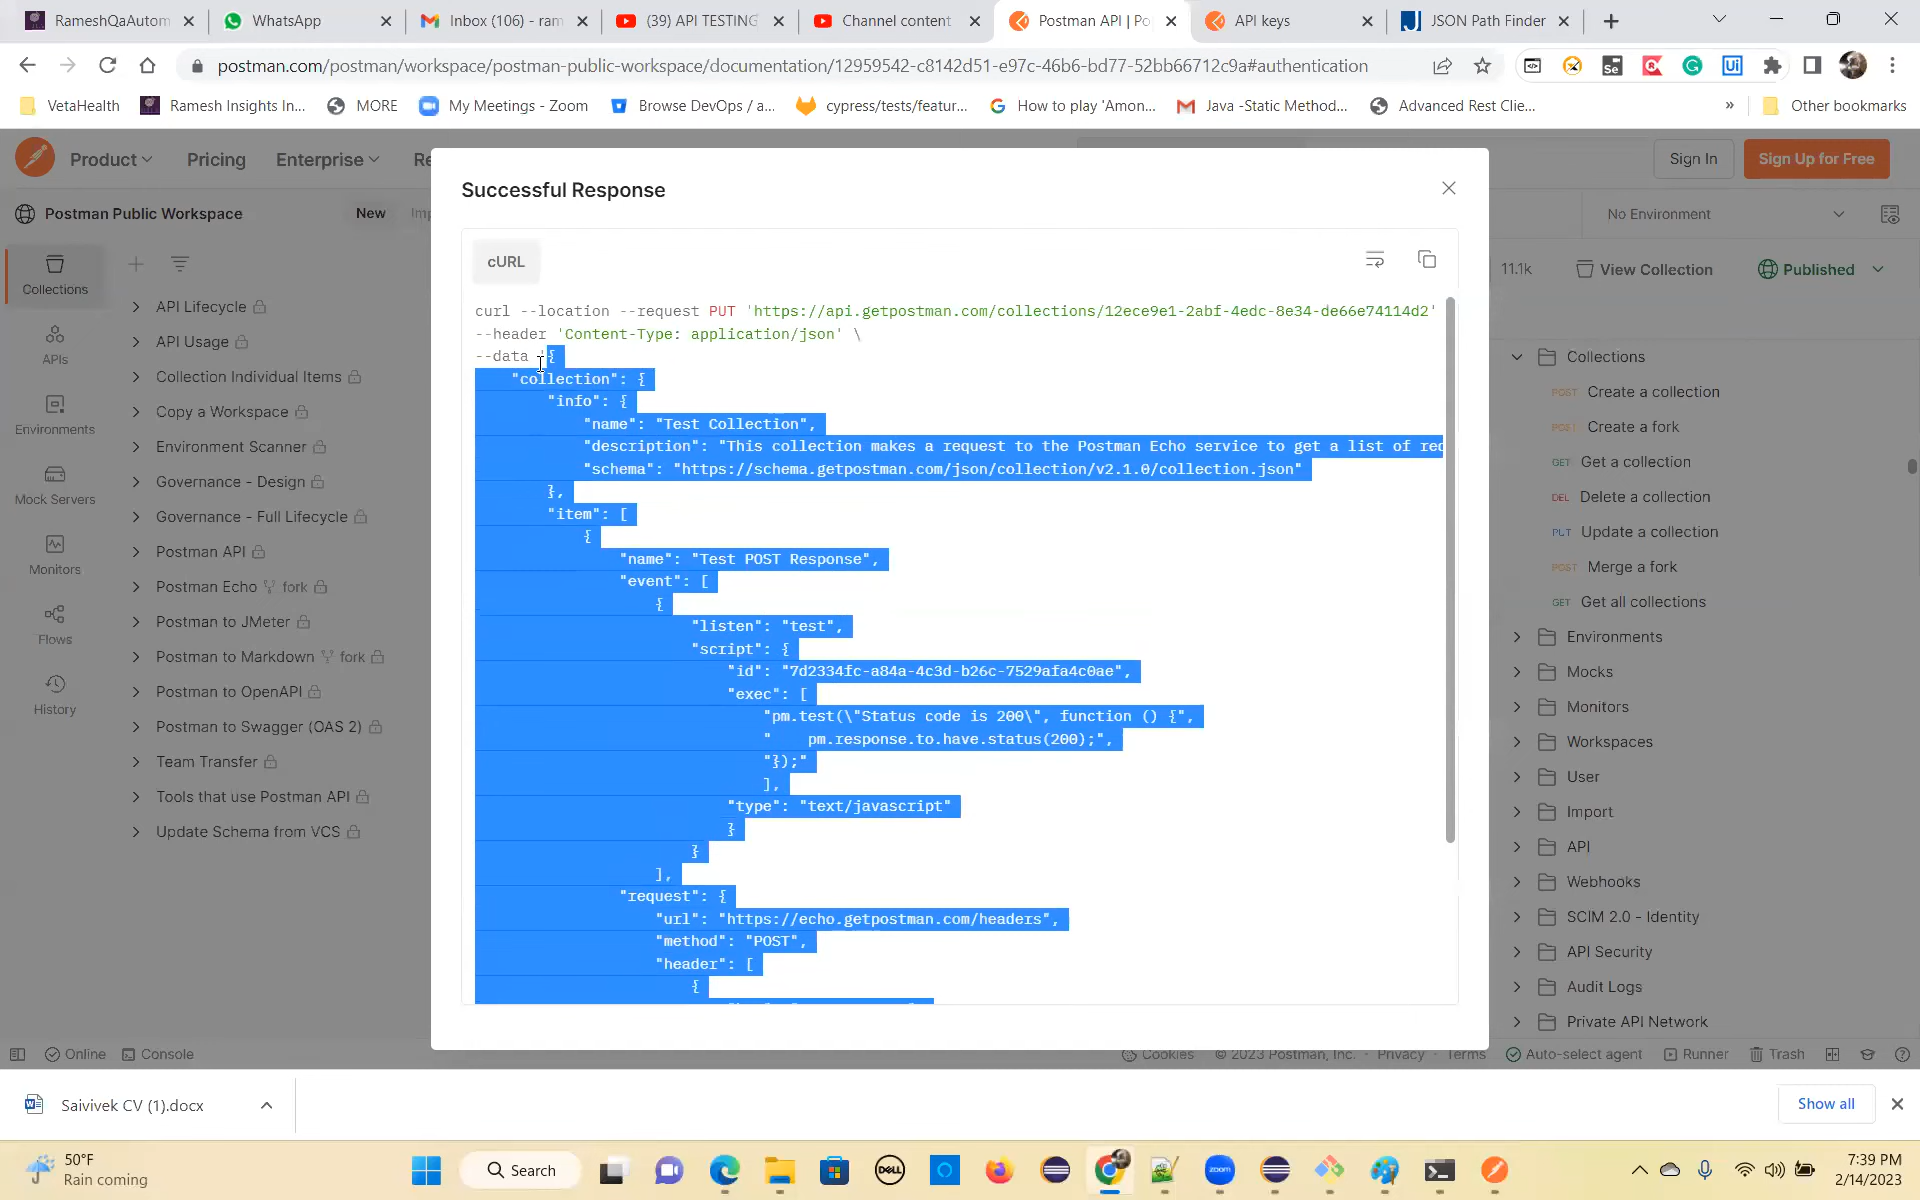 RameshQaAutom
WhatsApp
Inbox (106) - ram
(39) API TESTING
Channel content
Postman API | Po
API keys
JSON Path Finder
postman.com/postman/workspace/postman-public-workspace/documentation/12959542-c8142d51-e97c-46b6-bd77-52bb66712c9a#authentication
VetaHealth
Ramesh Insights In...
MORE
My Meetings - Zoom
Browse DevOps / a...
cypress/tests/featur...
How to play 'Amon...
Java -Static Method...
Advanced Rest Clie...
»
Other bookmarks
Product
Pricing
Enterprise
Re
Sign In
Sign Up for Free
Postman Public Workspace
New
Imp
No Environment
Collections
APIs
Environments
Mock Servers
Monitors
Flows
History
API Lifecycle
API Usage
Collection Individual Items
Copy a Workspace
Environment Scanner
Governance - Design
Governance - Full Lifecycle
Postman API
Postman Echo fork
Postman to JMeter
Postman to Markdown fork
Postman to OpenAPI
Postman to Swagger (OAS 2)
Team Transfer
Tools that use Postman API
Update Schema from VCS
Successful Response
cURL
curl --location --request PUT 'https://api.getpostman.com/collections/12ece9e1-2abf-4edc-8e34-de66e74114d2'
--header 'Content-Type: application/json' \
--data '{
"collection": {
"info": {
"name": "Test Collection",
"description": "This collection makes a request to the Postman Echo service to get a list of req
"schema": "https://schema.getpostman.com/json/collection/v2.1.0/collection.json"
},
"item": [
{
"name": "Test POST Response",
"event": [
{
"listen": "test",
"script": {
"id": "7d2334fc-a84a-4c3d-b26c-7529afa4c0ae",
"exec": [
"pm.test(\"Status code is 200\", function () {",
"    pm.response.to.have.status(200);",
"});"
],
"type": "text/javascript"
}
}
],
"request": {
"url": "https://echo.getpostman.com/headers",
"method": "POST",
"header": [
{
11.1k
View Collection
Published
Collections
POST Create a collection
POST Create a fork
GET Get a collection
DEL Delete a collection
PUT Update a collection
POST Merge a fork
GET Get all collections
Environments
Mocks
Monitors
Workspaces
User
Import
API
Webhooks
SCIM 2.0 - Identity
API Security
Audit Logs
Private API Network
Online
Console
Cookies
© 2023 Postman, Inc. · Privacy · Terms
Auto-select agent
Runner
Trash
Saivivek CV (1).docx
Show all
50°F
Rain coming
Search
DELL
zoom
7:39 PM
2/14/2023